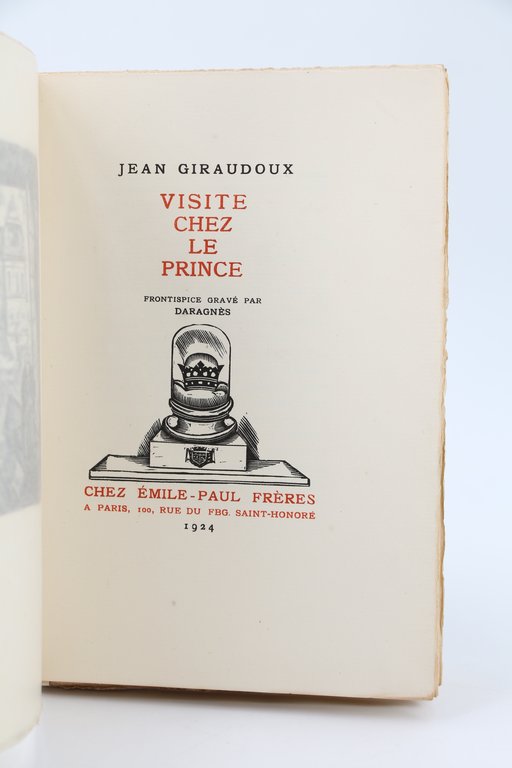 JEAN GIRAUDOUX
VISITE
CHEZ
LE
PRINCE
FRONTISPICE GRAVÉ PAR
DARAGNÈS
CHEZ ÉMILE-PAUL FRÈRES
A PARIS, 100, RUE DU FBG. SAINT-HONORÉ
1924